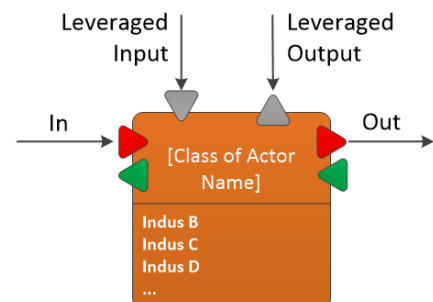 Leveraged
Input
Leveraged
Output
In
Out
[Class of Actor
Name]
Indus B
Indus C
Indus D
...